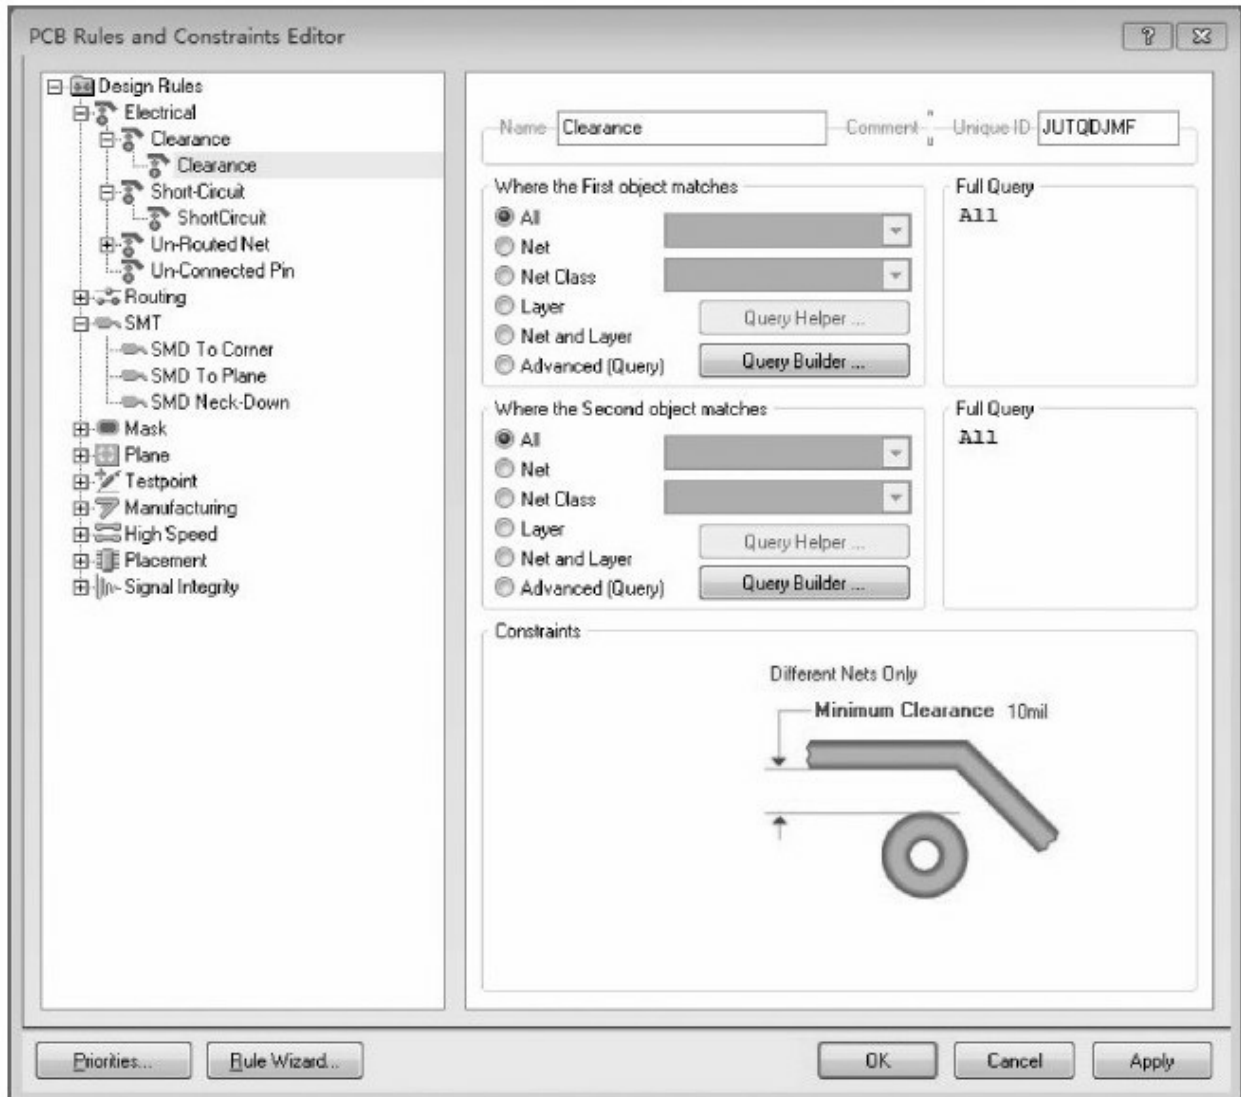 PCB Rules and Constraints Editor
Design Rules
Electrical
Clearance
Clearance
Short-Circuit
ShortCircuit
Un-Routed Net
Un-Connected Pin
Routing
SMT
SMD To Corner
SMD To Plane
SMD Neck-Down
Mask
Plane
Testpoint
Manufacturing
High Speed
Placement
Signal Integrity
Name Clearance Comment Unique ID JUTQDJMF
Where the First object matches
All
Net
Net Class
Layer
Net and Layer
Advanced (Query)
Query Helper ...
Query Builder ...
Full Query
All
Where the Second object matches
All
Net
Net Class
Layer
Net and Layer
Advanced (Query)
Query Helper ...
Query Builder ...
Full Query
All
Constraints
Different Nets Only
Minimum Clearance 10mil
Priorities... Rule Wizard... OK Cancel Apply